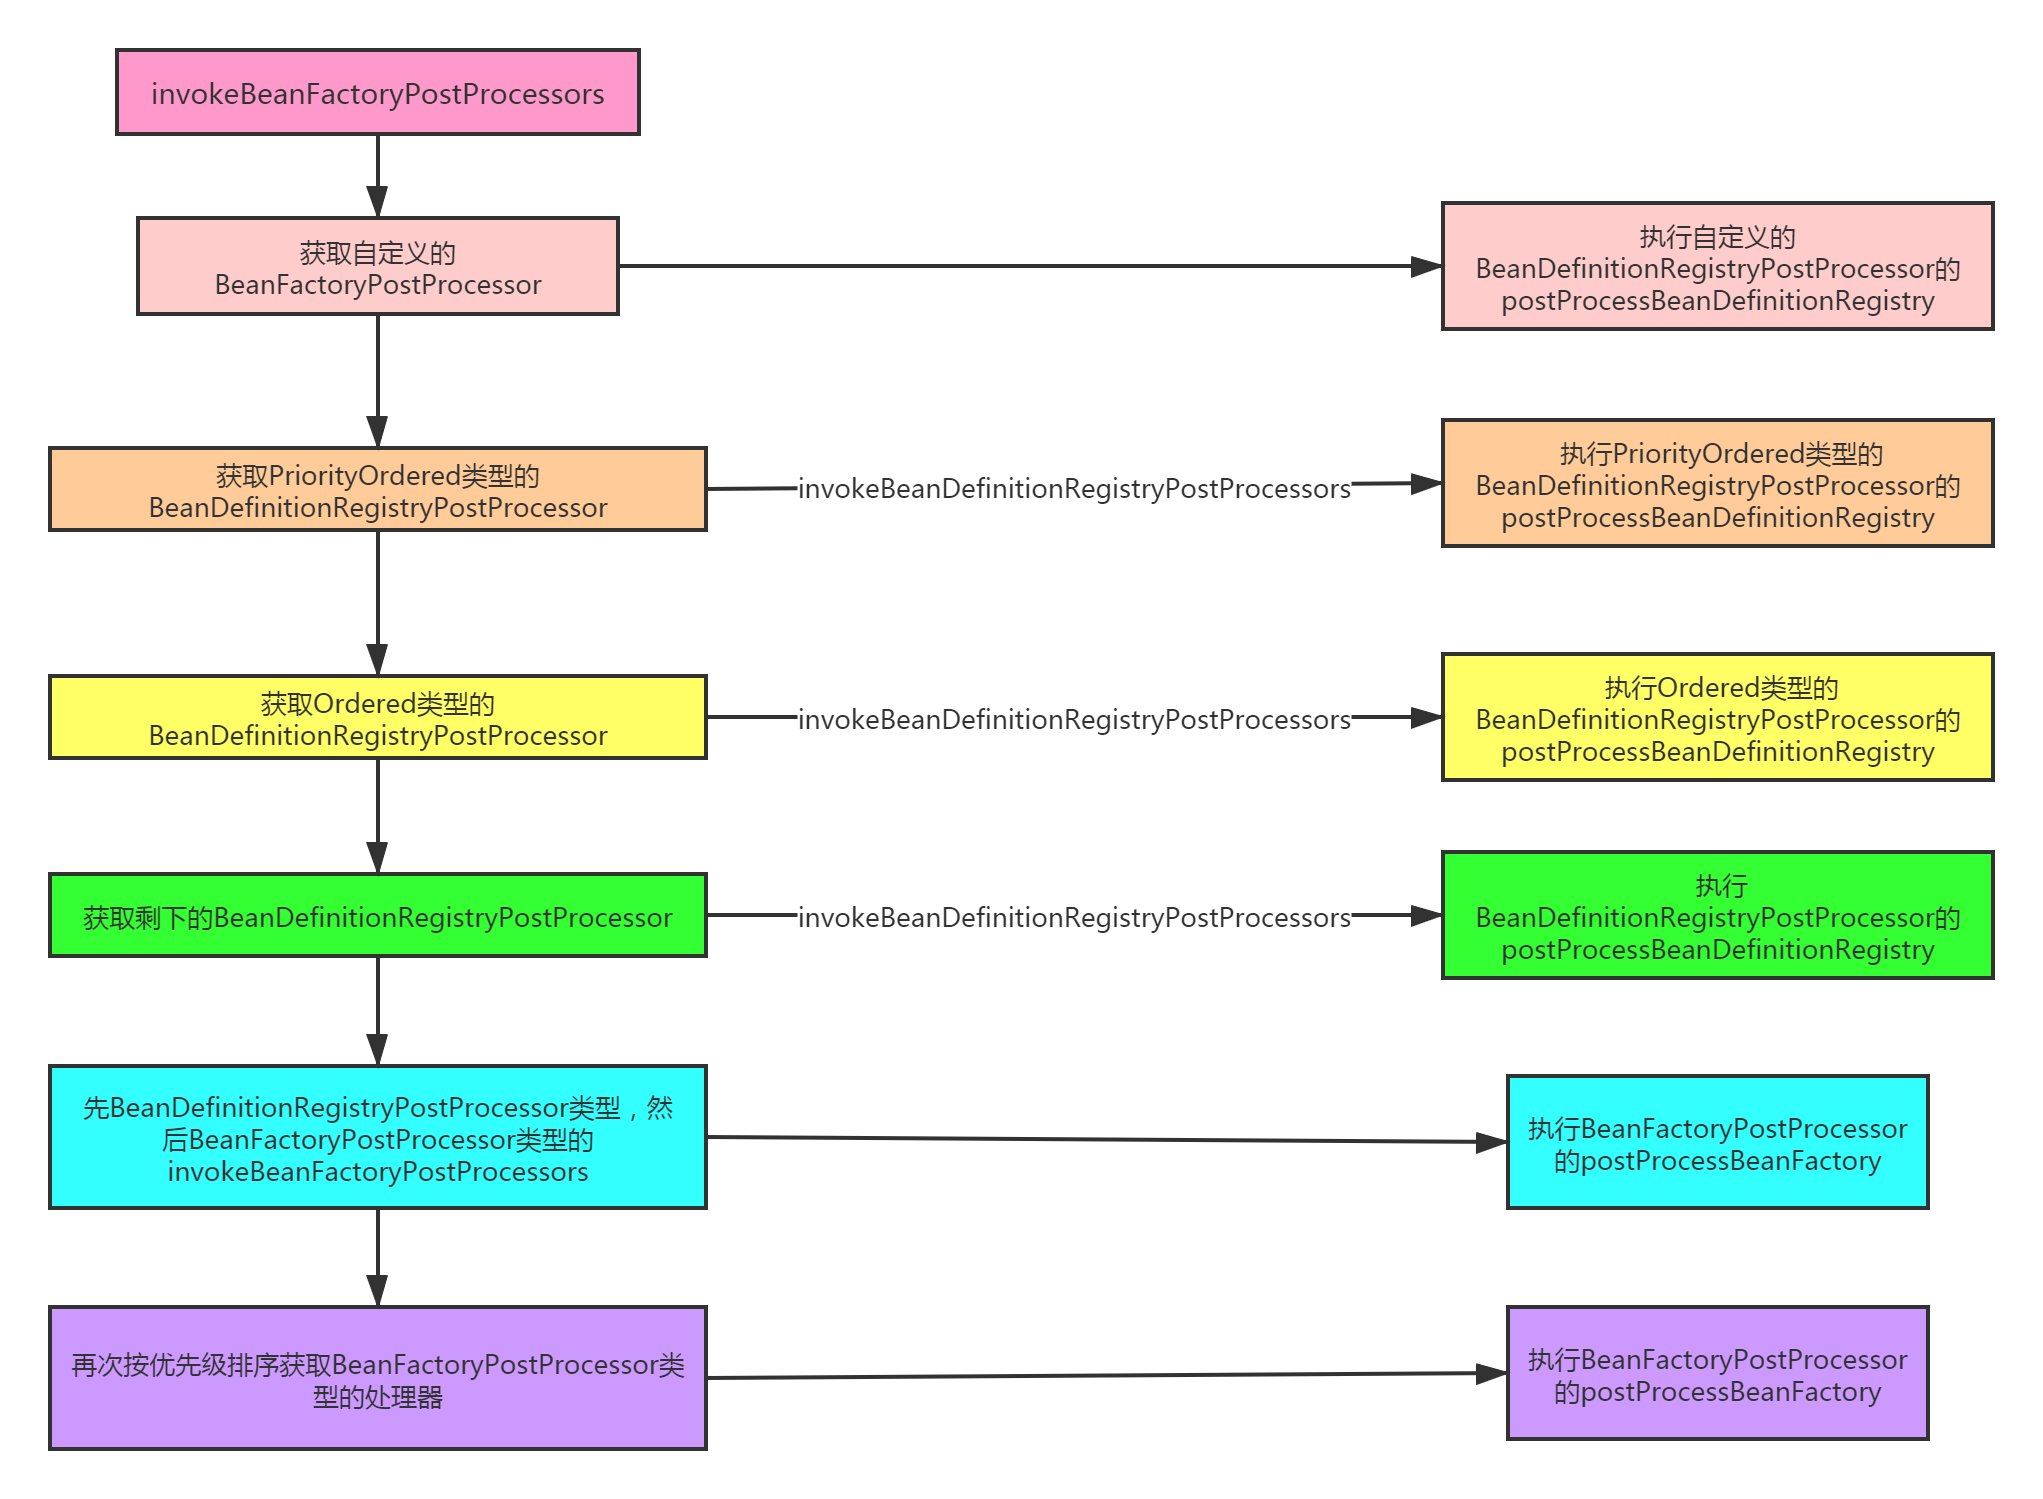 invokeBeanFactoryPostProcessors
获取自定义的
BeanFactoryPostProcessor
执行自定义的
BeanDefinitionRegistryPostProcessor的
postProcessBeanDefinitionRegistry
获取PriorityOrdered类型的
BeanDefinitionRegistryPostProcessor
invokeBeanDefinitionRegistryPostProcessors
执行PriorityOrdered类型的
BeanDefinitionRegistryPostProcessor的
postProcessBeanDefinitionRegistry
获取Ordered类型的
BeanDefinitionRegistryPostProcessor
invokeBeanDefinitionRegistryPostProcessors
执行Ordered类型的
BeanDefinitionRegistryPostProcessor的
postProcessBeanDefinitionRegistry
获取剩下的BeanDefinitionRegistryPostProcessor
invokeBeanDefinitionRegistryPostProcessors
执行
BeanDefinitionRegistryPostProcessor的
postProcessBeanDefinitionRegistry
先BeanDefinitionRegistryPostProcessor类型，然
后BeanFactoryPostProcessor类型的
invokeBeanFactoryPostProcessors
执行BeanFactoryPostProcessor
的postProcessBeanFactory
再次按优先级排序获取BeanFactoryPostProcessor类
型的处理器
执行BeanFactoryPostProcessor
的postProcessBeanFactory